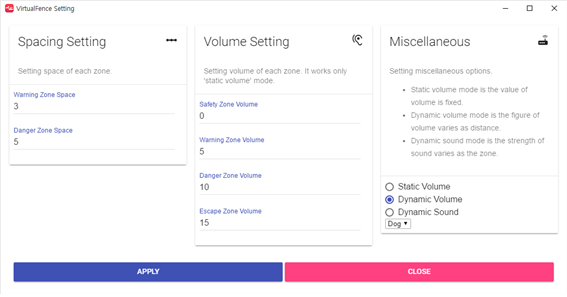 VirtualFence Setting
Spacing Setting
Setting space of each zone.
Warning Zone Space
3
Danger Zone Space
5
Volume Setting
Setting volume of each zone. It works only
'static volume' mode.
Safety Zone Volume
0
Warning Zone Volume
5
Danger Zone Volume
10
Escape Zone Volume
15
Miscellaneous
Setting miscellaneous options.
Static volume mode is the value of
volume is fixed.
Dynamic volume mode is the figure of
volume varies as distance.
Dynamic sound mode is the strength of
sound varies as the zone.
Static Volume
Dynamic Volume
Dynamic Sound
Dog
APPLY
CLOSE